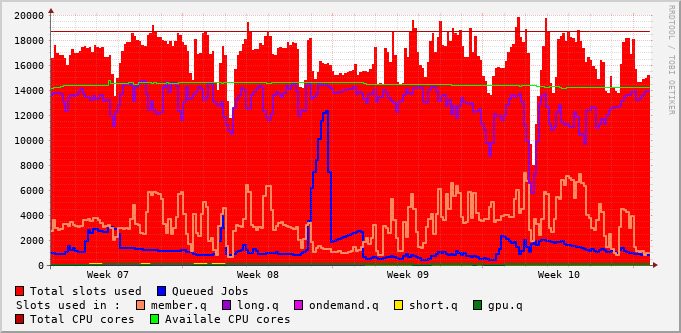 20000
18000
16000
14000
12000
10000
8000
6000
4000
2000
0
Week 07 Week 08 Week 09 Week 10
RRDTOOL / TOBI OETIKER
Total slots used Queued Jobs
Slots used in : member.q long.q ondemand.q short.q gpu.q
Total CPU cores Availale CPU cores